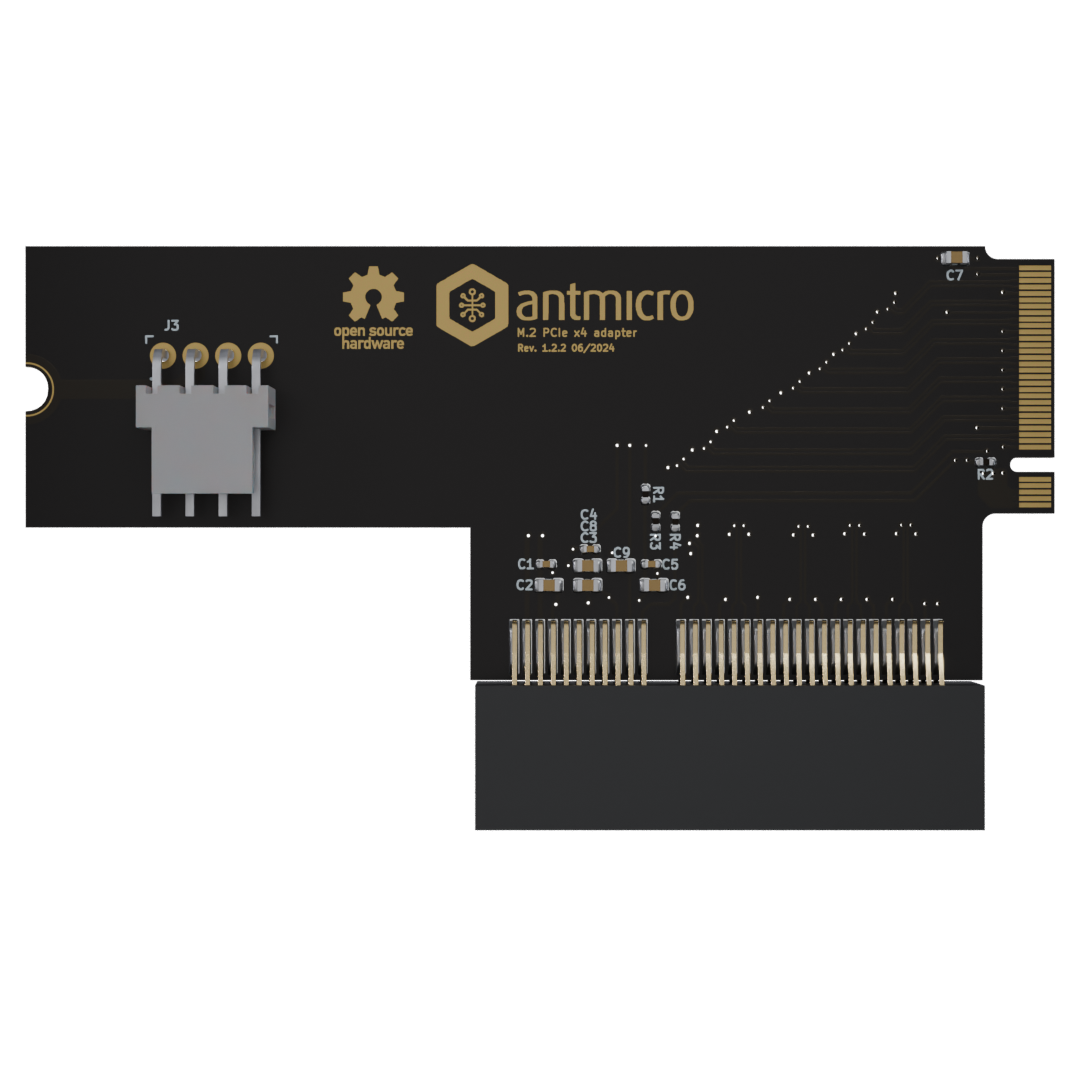 C7
open source
hardware
antmicro
M.2 PCIe x4 adapter
Rev. 1.2.2 06/2024
J3
R2
R1
C4
C8
C3
R3
R4
C9
C1
C5
C2
C6